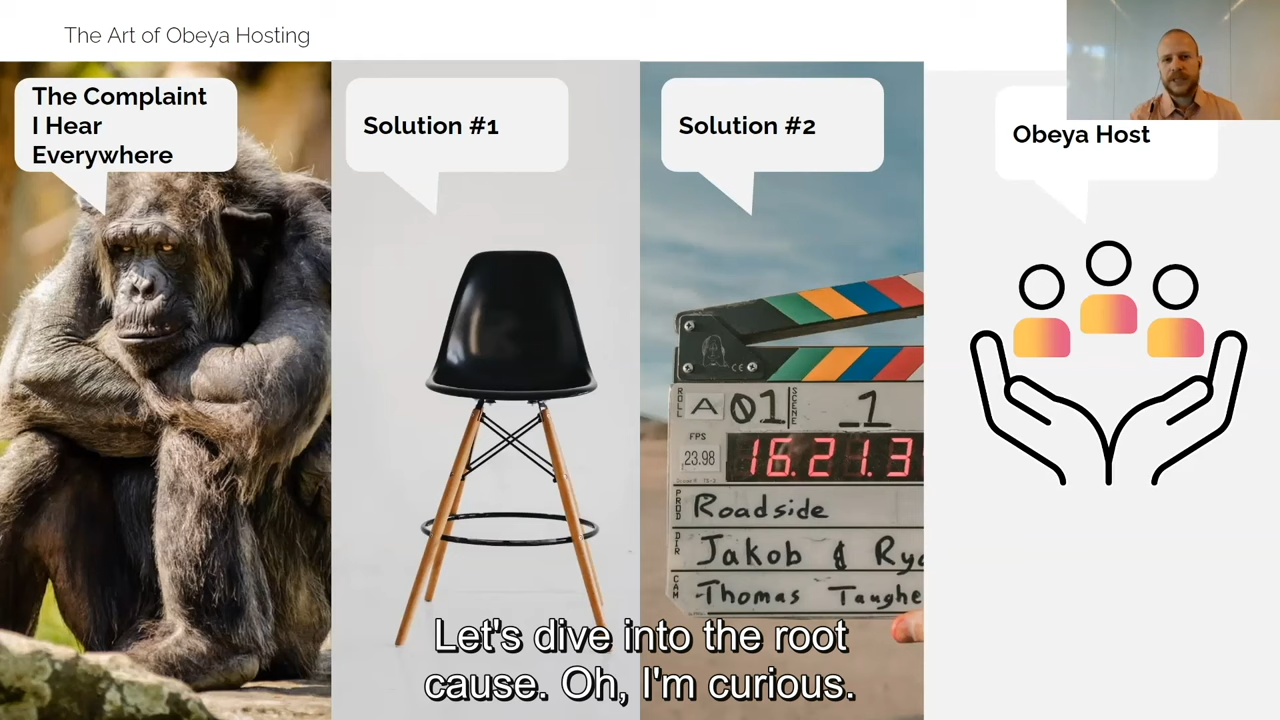 The Art of Obeya Hosting
The Complaint
I Hear
Everywhere
Solution #1
Solution #2
Obeya Host
ROLL
A
01
SCENE
1
FPS
23.98
16.21.3
PROD
Roadside
DIR
Jakob &
CAM
Thomas
Let's dive into the root
cause. Oh, I'm curious.